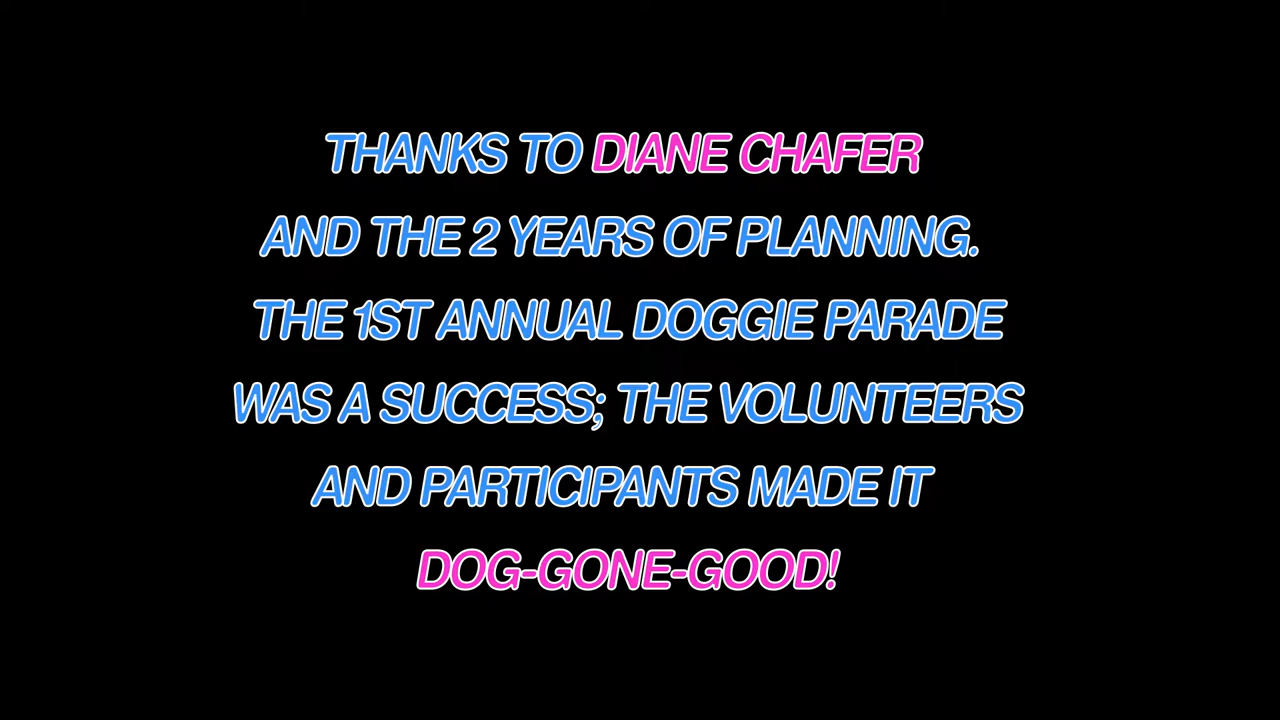 THANKS TO DIANE CHAFER
AND THE 2 YEARS OF PLANNING.
THE 1ST ANNUAL DOGGIE PARADE
WAS A SUCCESS; THE VOLUNTEERS
AND PARTICIPANTS MADE IT
DOG-GONE-GOOD!